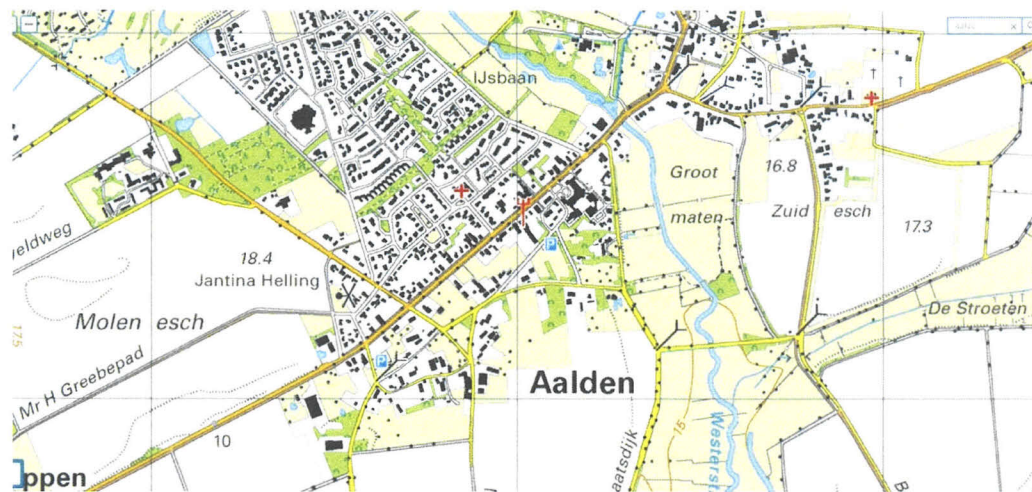 IJsbaan
Groot
maten
16.8
Zuid esch
17.3
eldweg
18.4
Jantina Helling
Molen esch
De Stroeten
175
Mr H Greebepad
Aalden
P
P
10
15
Westerst
aatsdijk
B
ppen